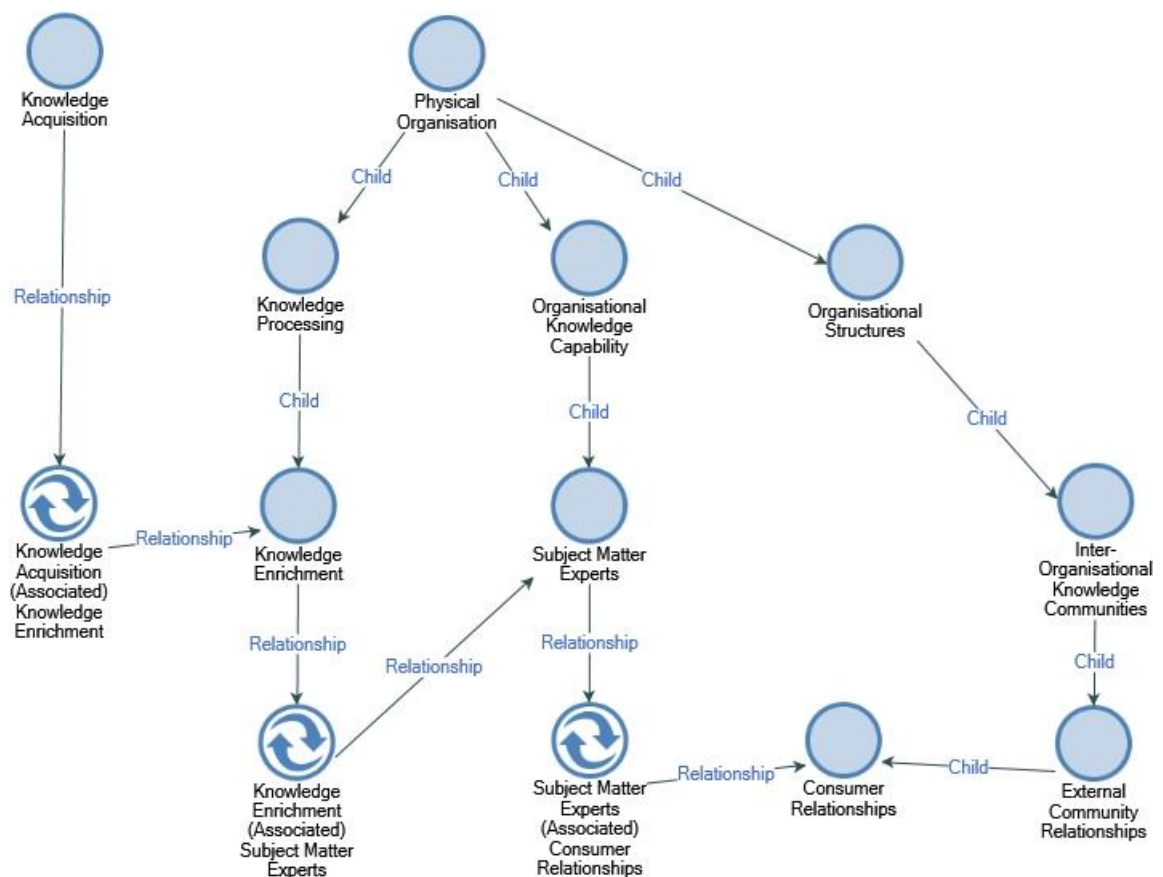 Knowledge
Acquisition
Physical
Organisation
Child
Child
Child
Relationship
Knowledge
Processing
Organisational
Knowledge
Capability
Organisational
Structures
Child
Child
Child
Knowledge
Acquisition
(Associated)
Knowledge
Enrichment
Relationship
Knowledge
Enrichment
Subject Matter
Experts
Inter-
Organisational
Knowledge
Communities
Relationship
Relationship
Relationship
Child
Knowledge
Enrichment
(Associated)
Subject Matter
Experts
Subject Matter
Experts
(Associated)
Consumer
Relationships
Relationship
Consumer
Relationships
Child
External
Community
Relationships